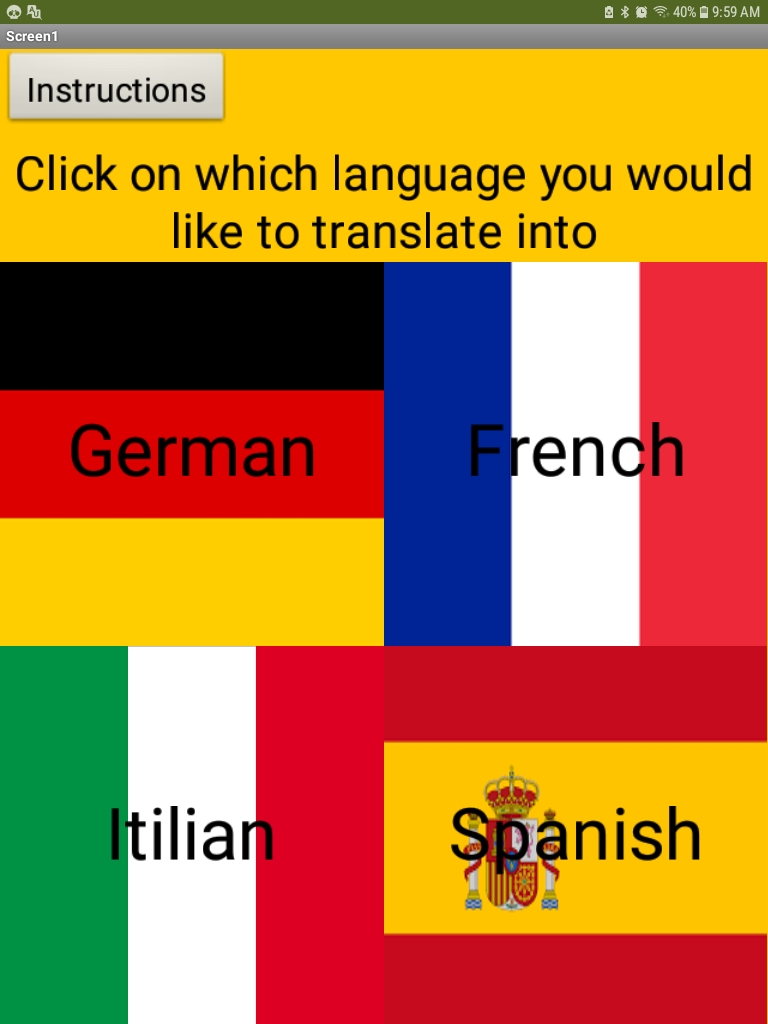 40% 9:59 AM
Screen1
Instructions
Click on which language you would
like to translate into
German
French
Itilian
Spanish